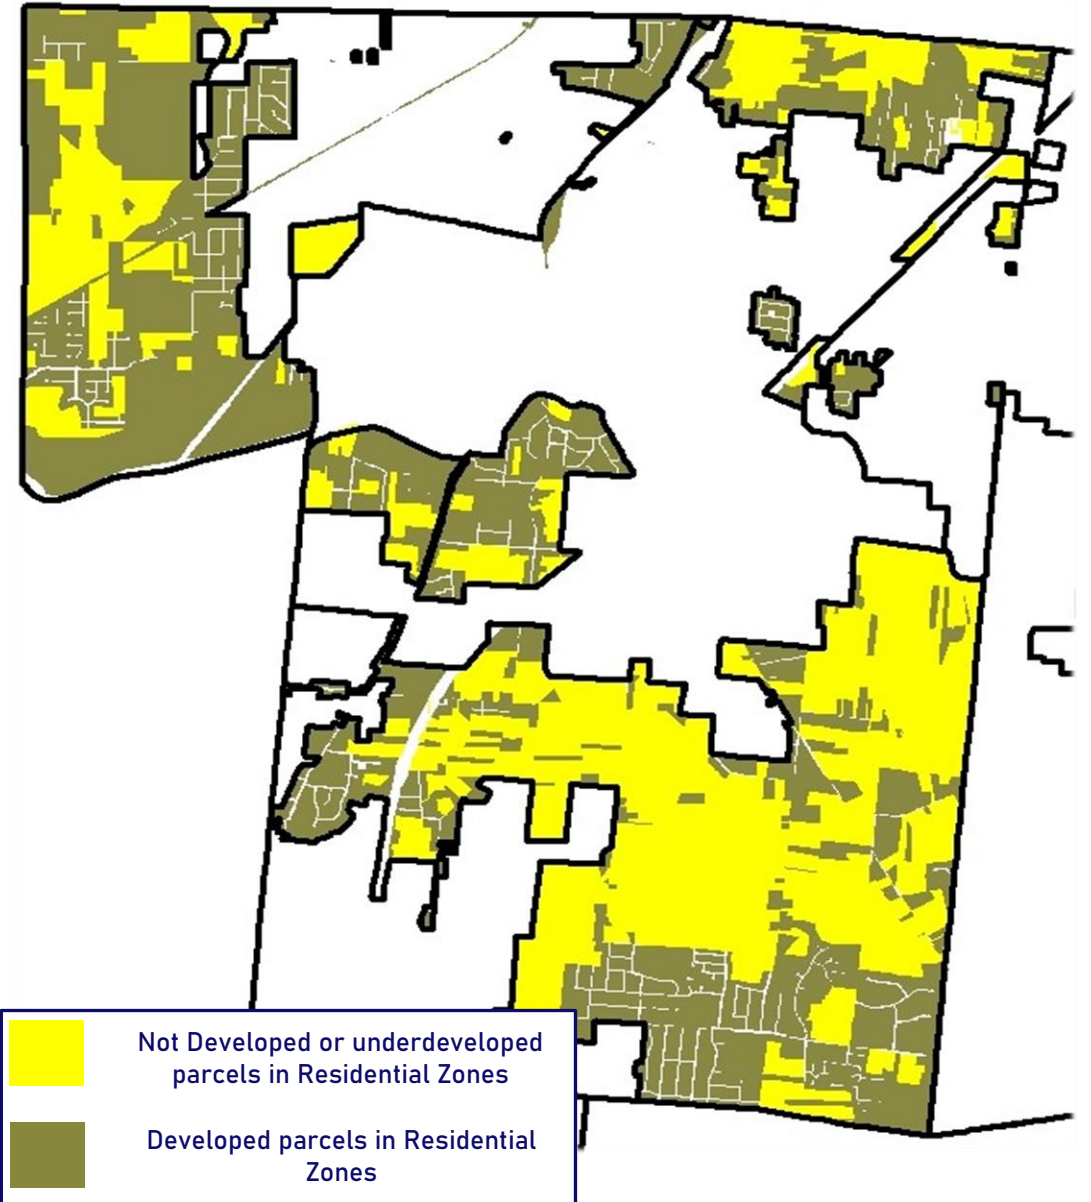 Not Developed or underdeveloped
parcels in Residential Zones
Developed parcels in Residential
Zones